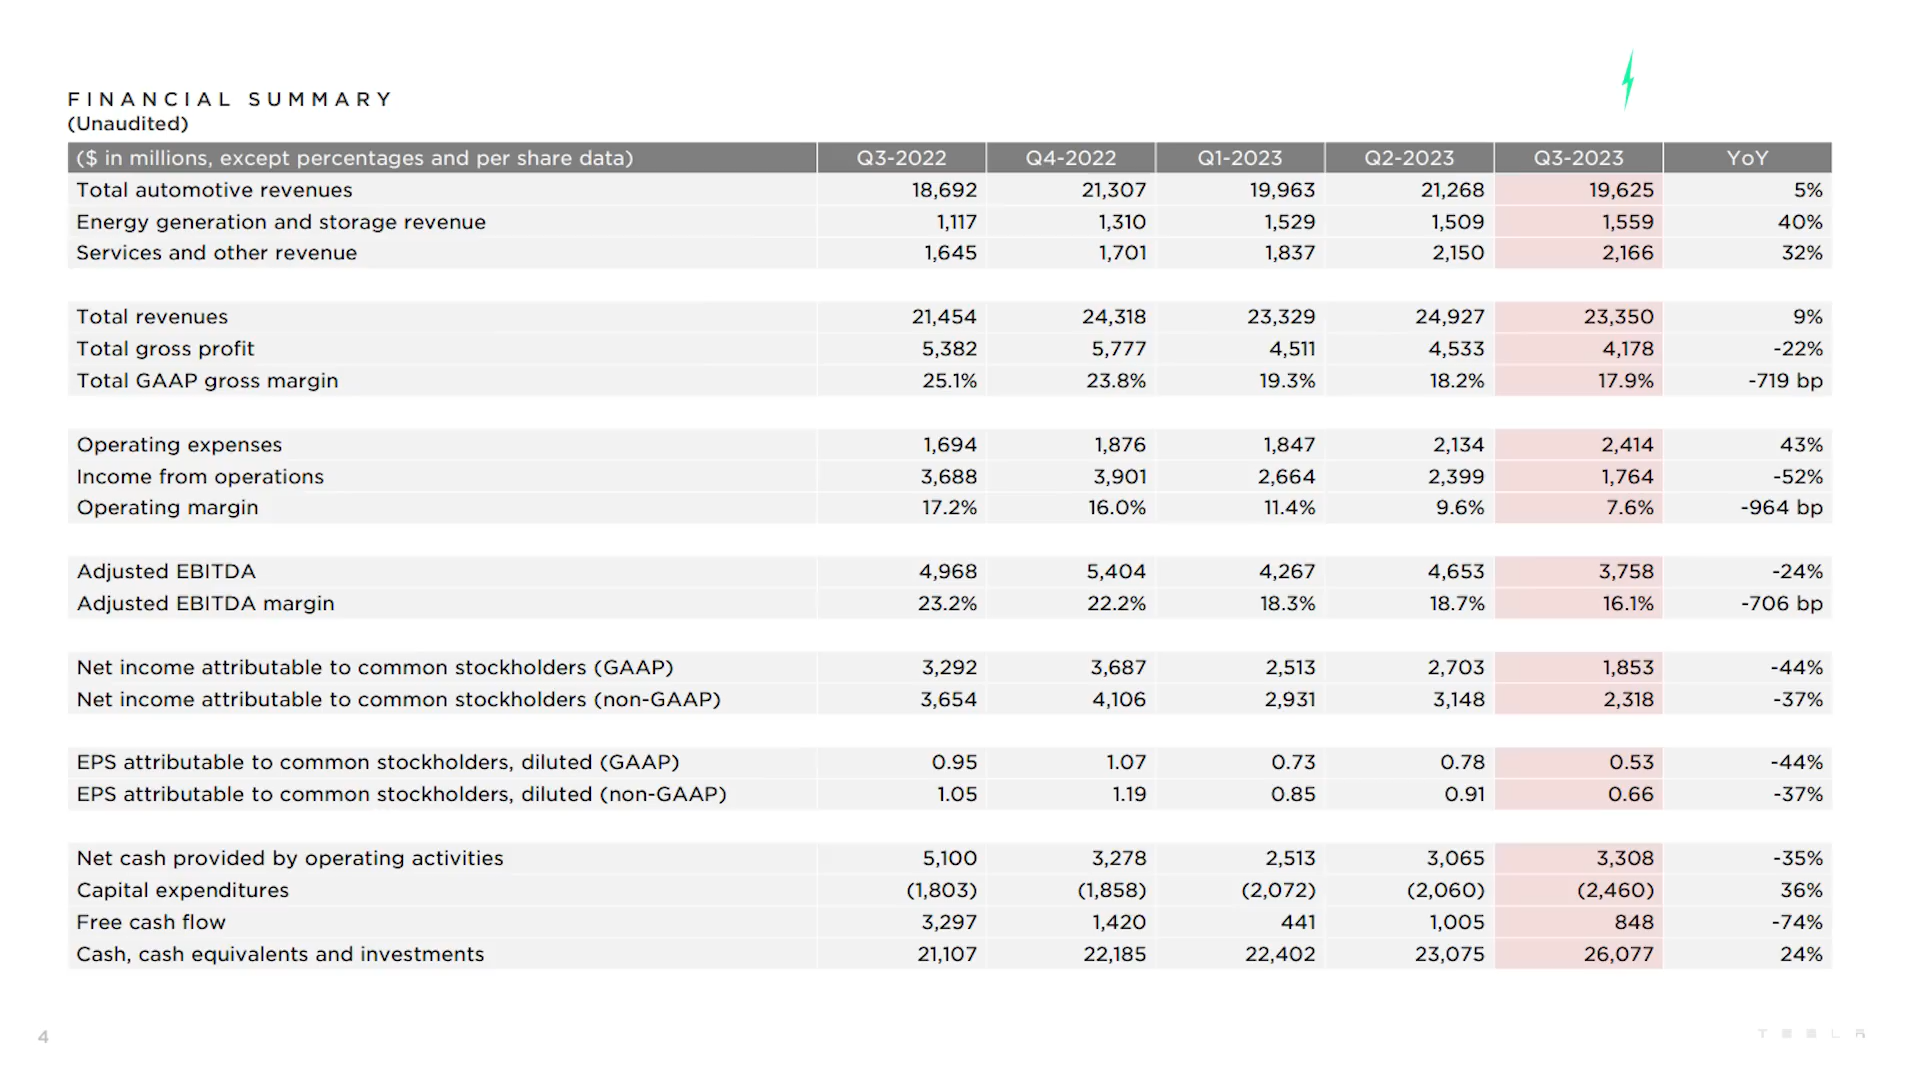 FINANCIAL SUMMARY
(Unaudited)
($ in millions, except percentages and per share data) Q3-2022 Q4-2022 Q1-2023 Q2-2023 Q3-2023 YoY
Total automotive revenues 18,692 21,307 19,963 21,268 19,625 5%
Energy generation and storage revenue 1,117 1,310 1,529 1,509 1,559 40%
Services and other revenue 1,645 1,701 1,837 2,150 2,166 32%
Total revenues 21,454 24,318 23,329 24,927 23,350 9%
Total gross profit 5,382 5,777 4,511 4,533 4,178 -22%
Total GAAP gross margin 25.1% 23.8% 19.3% 18.2% 17.9% -719 bp
Operating expenses 1,694 1,876 1,847 2,134 2,414 43%
Income from operations 3,688 3,901 2,664 2,399 1,764 -52%
Operating margin 17.2% 16.0% 11.4% 9.6% 7.6% -964 bp
Adjusted EBITDA 4,968 5,404 4,267 4,653 3,758 -24%
Adjusted EBITDA margin 23.2% 22.2% 18.3% 18.7% 16.1% -706 bp
Net income attributable to common stockholders (GAAP) 3,292 3,687 2,513 2,703 1,853 -44%
Net income attributable to common stockholders (non-GAAP) 3,654 4,106 2,931 3,148 2,318 -37%
EPS attributable to common stockholders, diluted (GAAP) 0.95 1.07 0.73 0.78 0.53 -44%
EPS attributable to common stockholders, diluted (non-GAAP) 1.05 1.19 0.85 0.91 0.66 -37%
Net cash provided by operating activities 5,100 3,278 2,513 3,065 3,308 -35%
Capital expenditures (1,803) (1,858) (2,072) (2,060) (2,460) 36%
Free cash flow 3,297 1,420 441 1,005 848 -74%
Cash, cash equivalents and investments 21,107 22,185 22,402 23,075 26,077 24%
4
TESLA